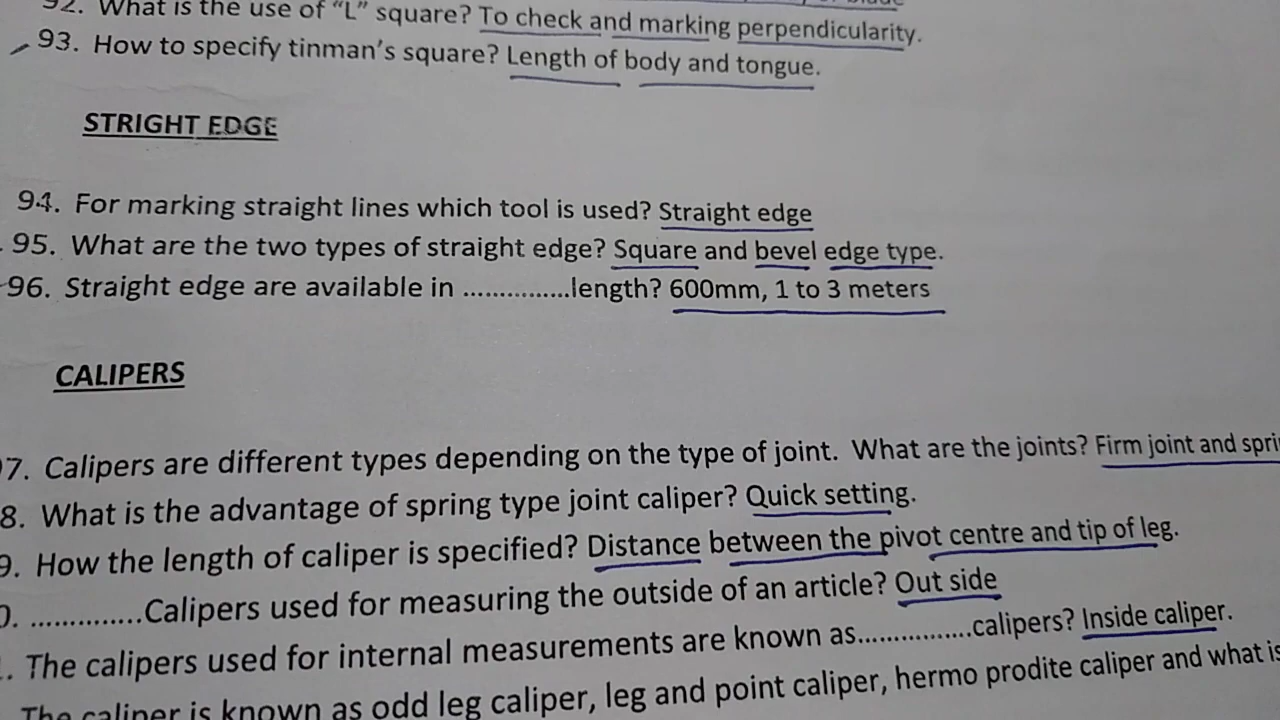 92. What is the use of “L” square? To check and marking perpendicularity.
93. How to specify tinman’s square? Length of body and tongue.
STRIGHT EDGE
94. For marking straight lines which tool is used? Straight edge
95. What are the two types of straight edge? Square and bevel edge type.
96. Straight edge are available in ...............length? 600mm, 1 to 3 meters
CALIPERS
7. Calipers are different types depending on the type of joint. What are the joints? Firm joint and spri
8. What is the advantage of spring type joint caliper? Quick setting.
9. How the length of caliper is specified? Distance between the pivot centre and tip of leg.
0. ...............Calipers used for measuring the outside of an article? Out side
. The calipers used for internal measurements are known as................calipers? Inside caliper.
The caliper is known as odd leg caliper, leg and point caliper, hermo prodite caliper and what is